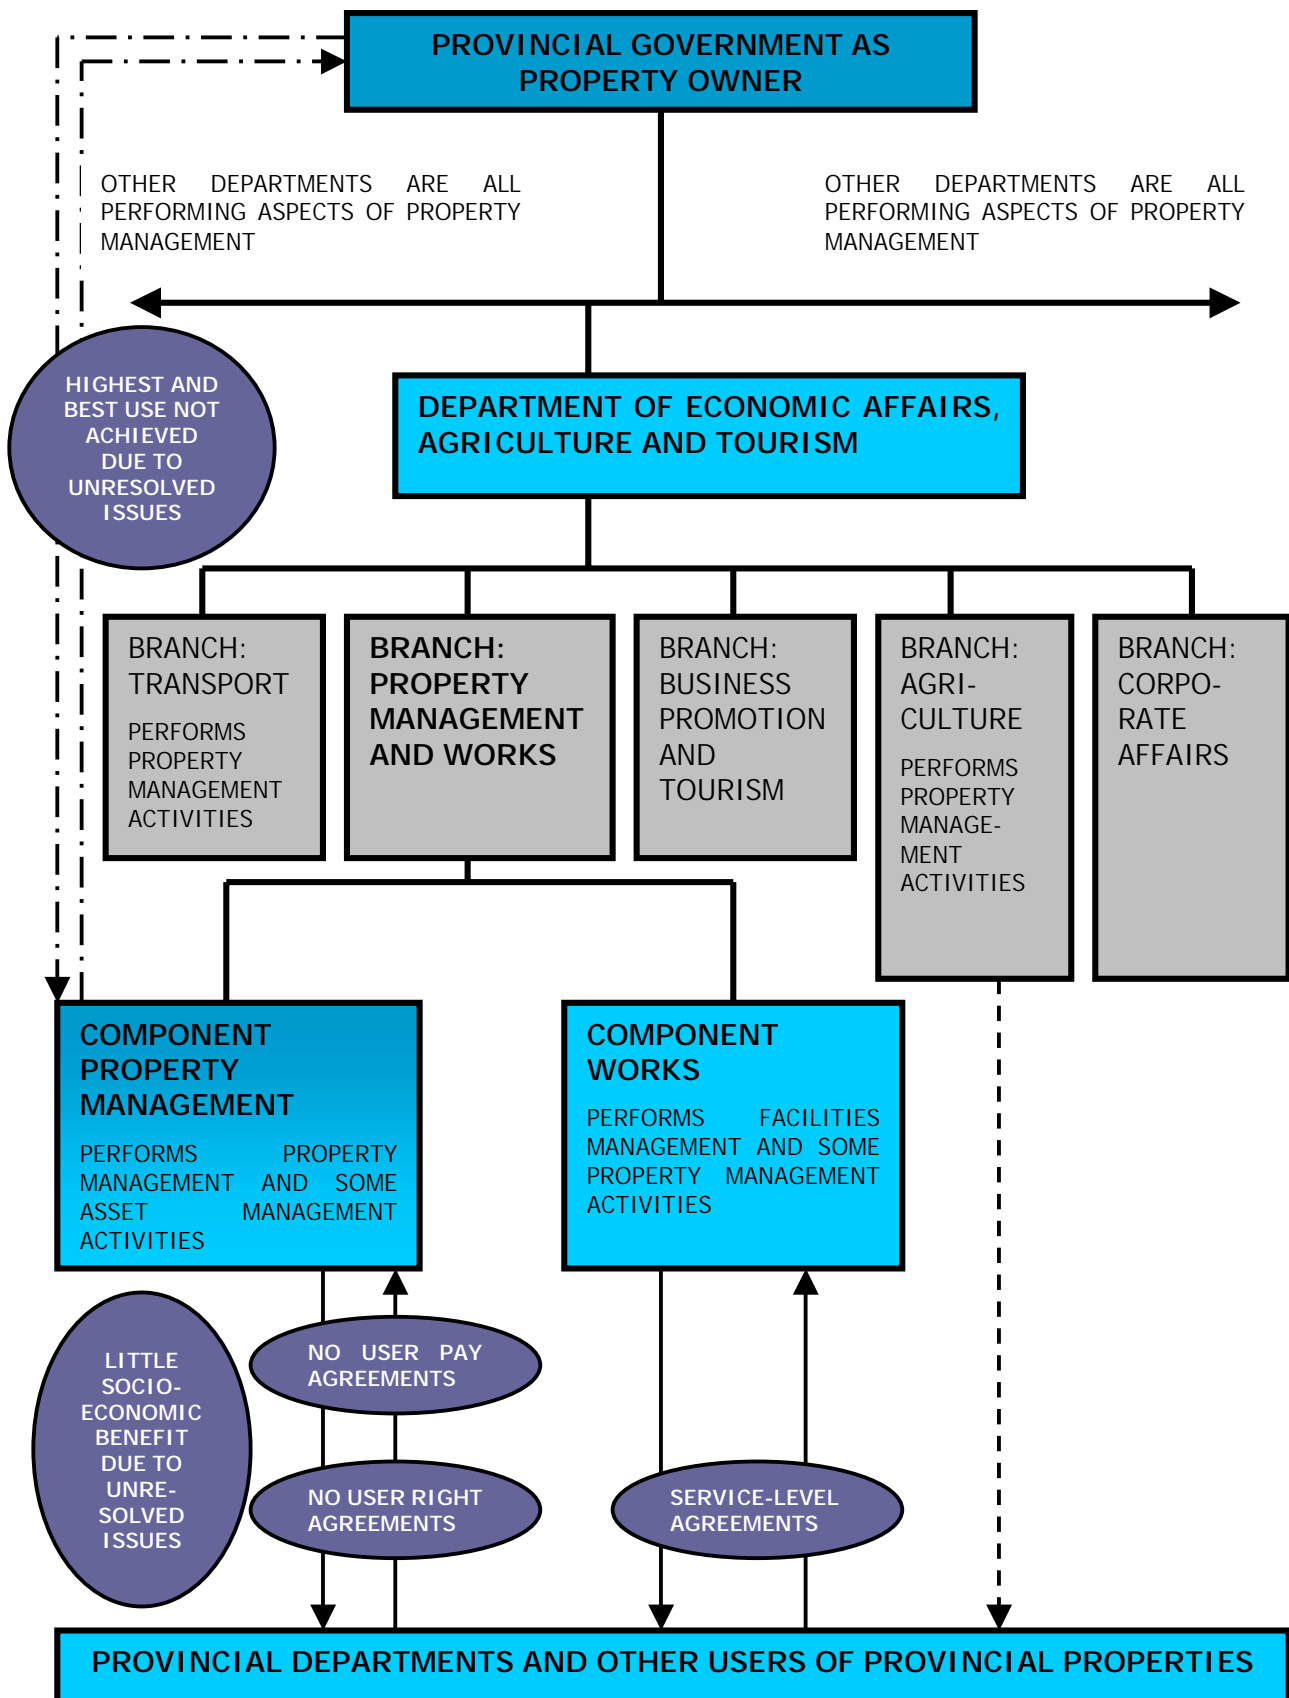 PROVINCIAL GOVERNMENT AS
PROPERTY OWNER
OTHER DEPARTMENTS ARE ALL
PERFORMING ASPECTS OF PROPERTY
MANAGEMENT
OTHER DEPARTMENTS ARE ALL
PERFORMING ASPECTS OF PROPERTY
MANAGEMENT
HIGHEST AND
BEST USE NOT
ACHIEVED
DUE TO
UNRESOLVED
ISSUES
DEPARTMENT OF ECONOMIC AFFAIRS,
AGRICULTURE AND TOURISM
BRANCH:
TRANSPORT
PERFORMS
PROPERTY
MANAGEMENT
ACTIVITIES
BRANCH:
PROPERTY
MANAGEMENT
AND WORKS
BRANCH:
BUSINESS
PROMOTION
AND
TOURISM
BRANCH:
AGRI-
CULTURE
PERFORMS
PROPERTY
MANAGE-
MENT
ACTIVITIES
BRANCH:
CORPO-
RATE
AFFAIRS
COMPONENT
PROPERTY
MANAGEMENT
PERFORMS PROPERTY
MANAGEMENT AND SOME
ASSET MANAGEMENT
ACTIVITIES
COMPONENT
WORKS
PERFORMS FACILITIES
MANAGEMENT AND SOME
PROPERTY MANAGEMENT
ACTIVITIES
LITTLE
SOCIO-
ECONOMIC
BENEFIT
DUE TO
UNRE-
SOLVED
ISSUES
NO USER PAY
AGREEMENTS
NO USER RIGHT
AGREEMENTS
SERVICE-LEVEL
AGREEMENTS
PROVINCIAL DEPARTMENTS AND OTHER USERS OF PROVINCIAL PROPERTIES